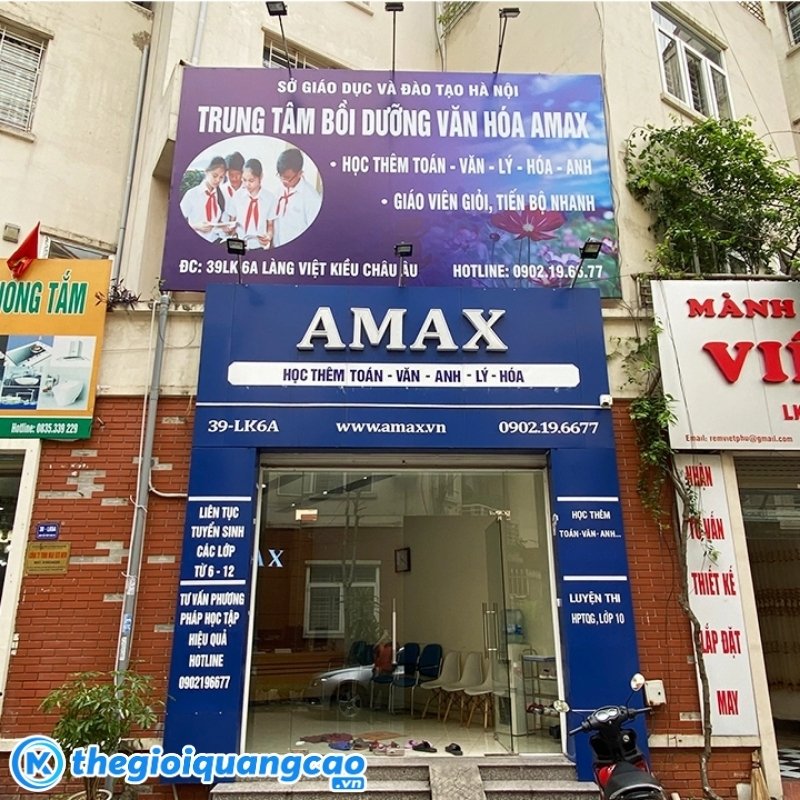 SỞ GIÁO DỤC VÀ ĐÀO TẠO HÀ NỘI
TRUNG TÂM BỒI DƯỠNG VĂN HÓA AMAX
• HỌC THÊM TOÁN - VĂN - LÝ - HÓA - ANH
• GIÁO VIÊN GIỎI, TIẾN BỘ NHANH
ĐC: 39LK 6A LÀNG VIỆT KIỀU CHÂU ÂU
HOTLINE: 0902.19.66.77
AMAX
HỌC THÊM TOÁN - VĂN - ANH - LÝ - HÓA
39-LK6A
www.amax.vn
0902.19.6677
LIÊN TỤC
TUYỂN SINH
CÁC LỚP
TỪ 6 - 12
TƯ VẤN PHƯƠNG
PHÁP HỌC TẬP
HIỆU QUẢ
HOTLINE
0902196677
HỌC THÊM
TOÁN-VĂN-ANH...
LUYỆN THI
HPTQG, LỚP 10
TẮM
Hotline: 0835.339 229
MÀNH
LK
Email: remvietphu@gmail.com
NHẬN
TƯ VẤN
THIẾT KẾ
LẮP ĐẶT
MAY
thegioiquangcao
.vn